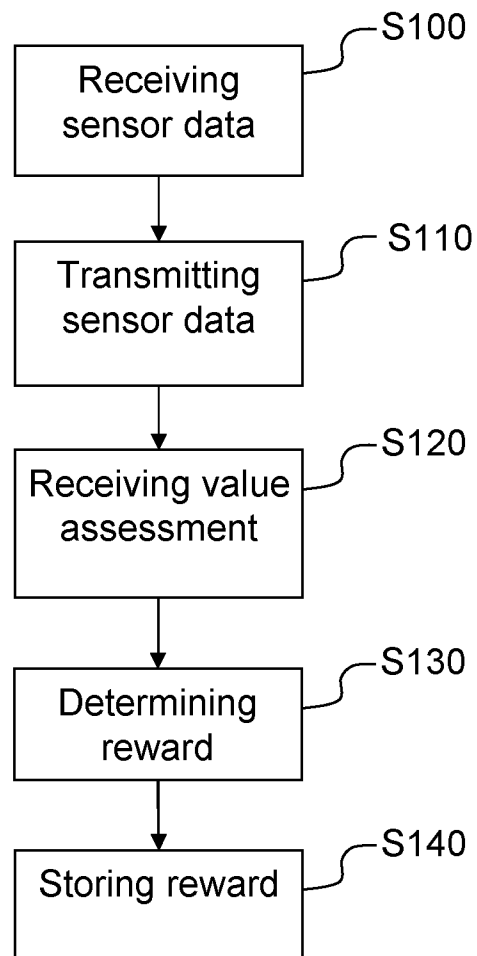 S100
Receiving
sensor data
S110
Transmitting
sensor data
S120
Receiving value
assessment
S130
Determining
reward
S140
Storing reward